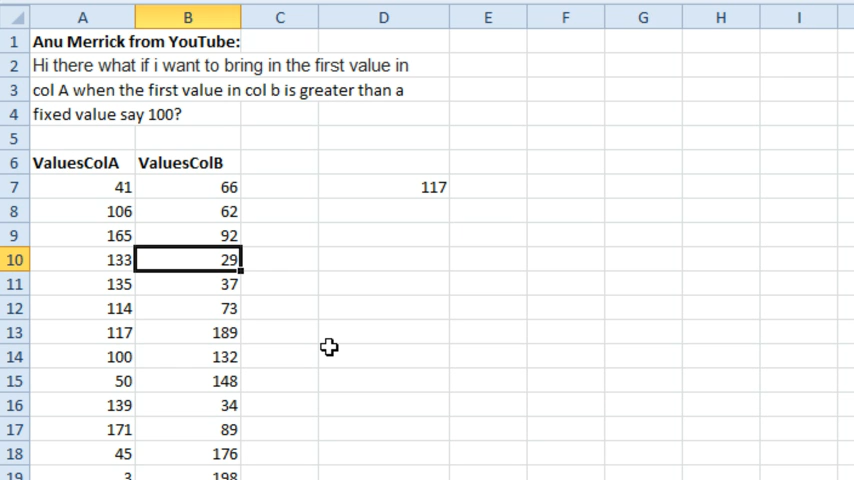 A B C D E F G H I
1 Anu Merrick from YouTube:
2 Hi there what if i want to bring in the first value in
3 col A when the first value in col b is greater than a
4 fixed value say 100?
5
6 ValuesColA ValuesColB
7 41 66 117
8 106 62
9 165 92
10 133 29
11 135 37
12 114 73
13 117 189
14 100 132
15 50 148
16 139 34
17 171 89
18 45 176
19 3 198